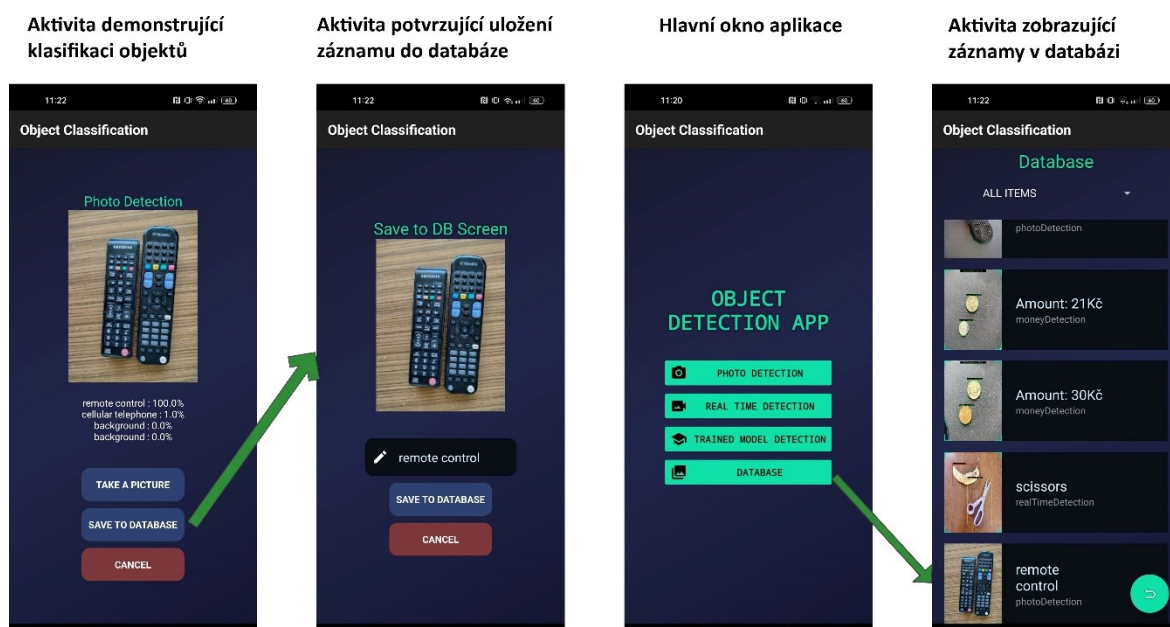 Aktivita demonstrující
klasifikaci objektů
Aktivita potvrzující uložení
záznamu do databáze
Hlavní okno aplikace
Aktivita zobrazující
záznamy v databázi
11:22
60
Object Classification
Photo Detection
remote control : 100.0%
cellular telephone : 1.0%
background : 0.0%
background : 0.0%
TAKE A PICTURE
SAVE TO DATABASE
CANCEL
11:22
60
Object Classification
Save to DB Screen
remote control
SAVE TO DATABASE
CANCEL
11:20
60
Object Classification
OBJECT
DETECTION APP
PHOTO DETECTION
REAL TIME DETECTION
TRAINED MODEL DETECTION
DATABASE
11:22
60
Object Classification
Database
ALL ITEMS
photoDetection
Amount: 21Kč
moneyDetection
Amount: 30Kč
moneyDetection
scissors
realTimeDetection
remote
control
photoDetection